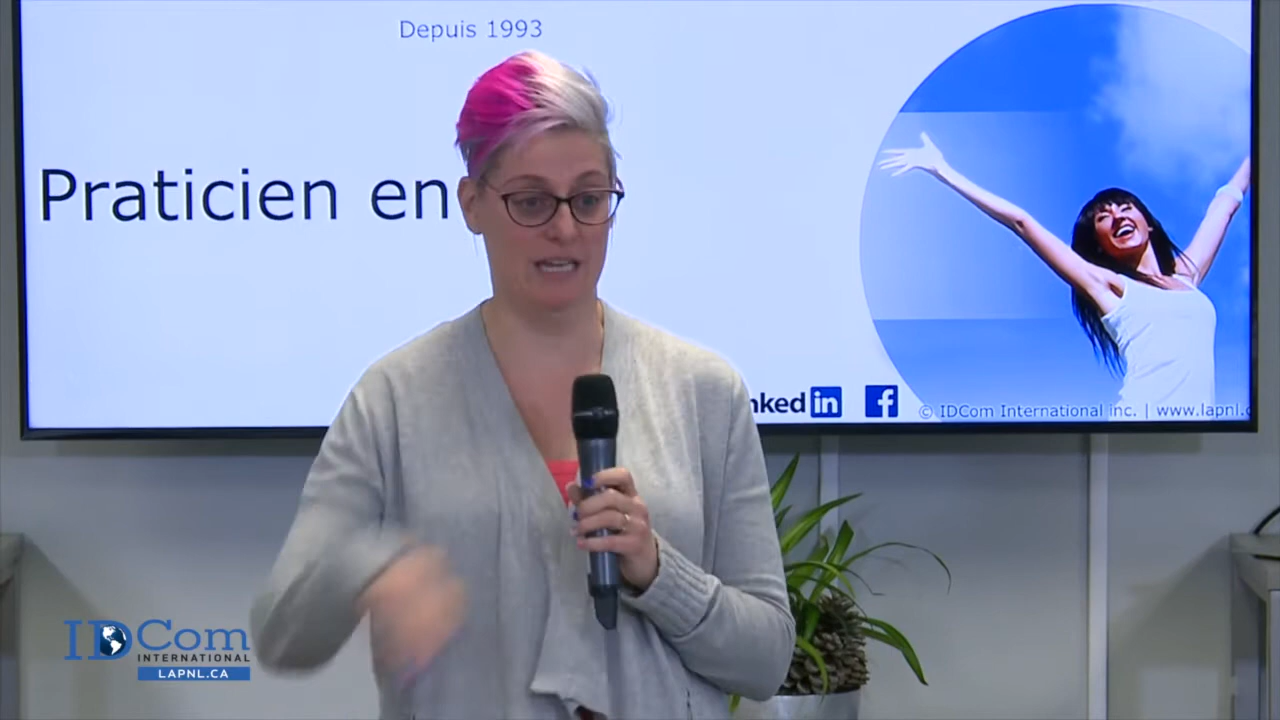 Depuis 1993
Praticien en
nked in f
© IDCom International inc. | www.lapnl.c
IDCom
INTERNATIONAL
LAPNL.CA